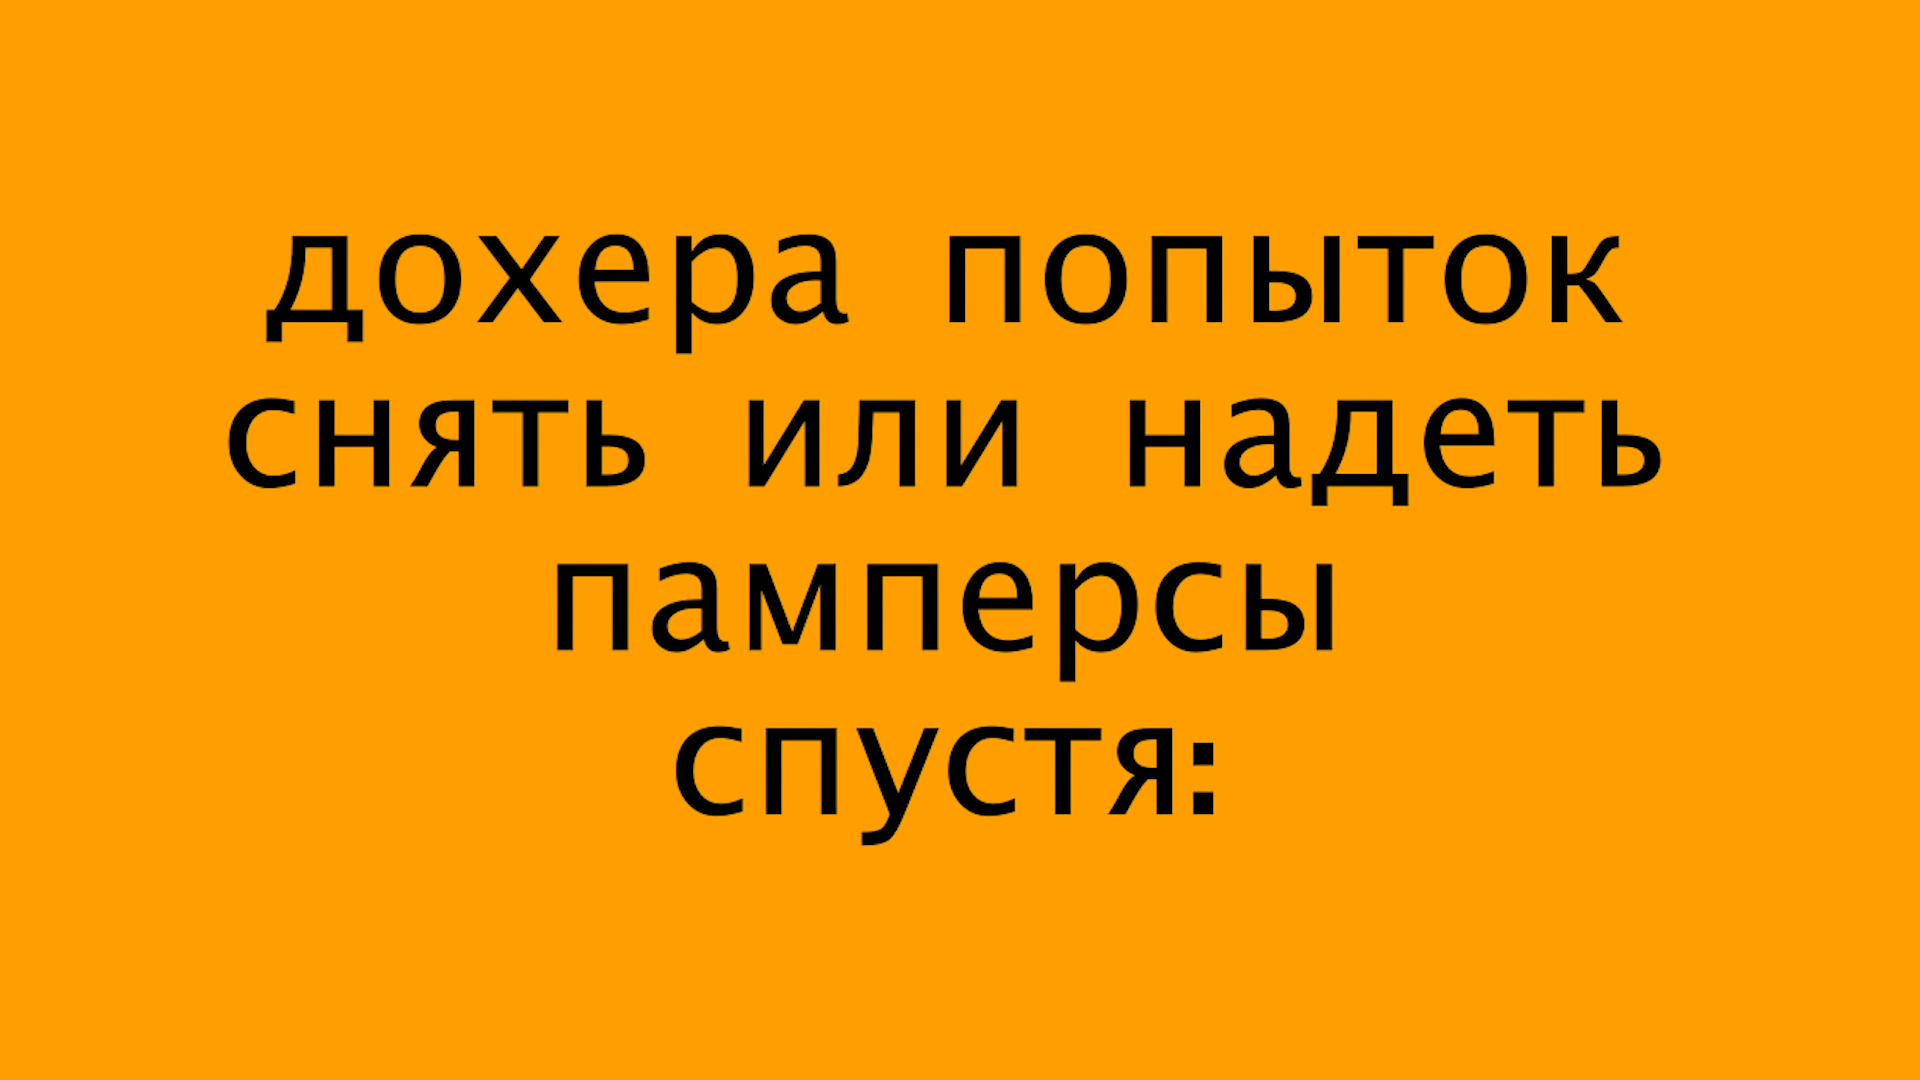 дохера попыток
снять или надеть
памперсы
спустя: